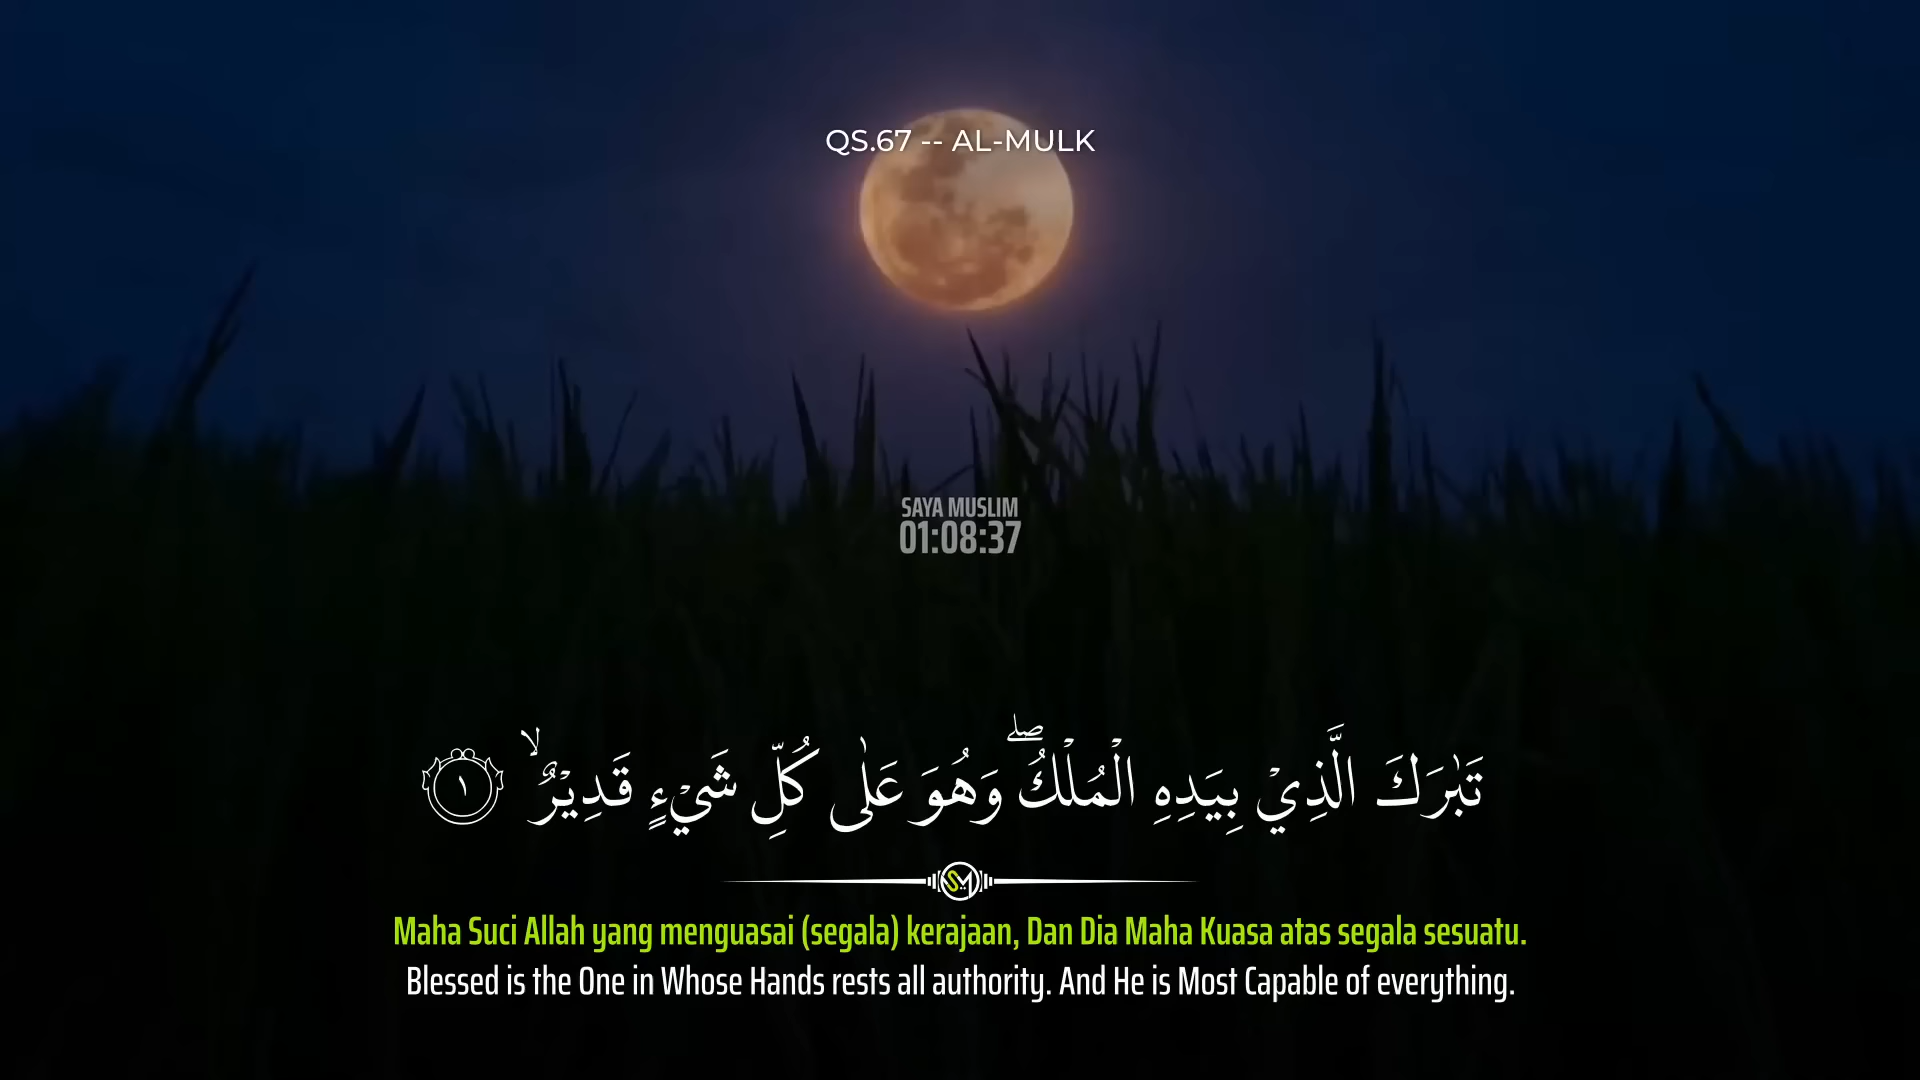 QS.67 -- AL-MULK
SAYA MUSLIM
01:08:37
تَبٰرَكَ الَّذِيْ بِيَدِهِ الْمُلْكُۖ وَهُوَ عَلٰى كُلِّ شَيْءٍ قَدِيْرٌۙ ١
SM
Maha Suci Allah yang menguasai (segala) kerajaan, Dan Dia Maha Kuasa atas segala sesuatu.
Blessed is the One in Whose Hands rests all authority. And He is Most Capable of everything.